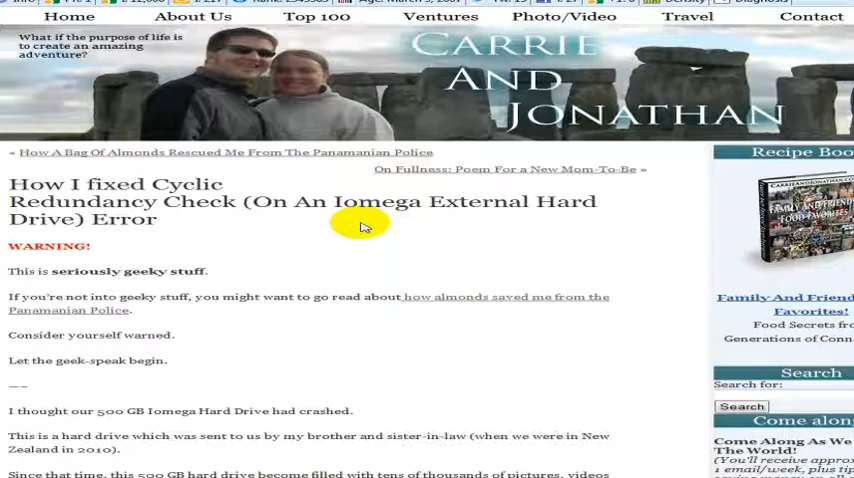 Home About Us Top 100 Ventures Photo/Video Travel Contact
What if the purpose of life is
to create an amazing
adventure?
CARRIE
AND
JONATHAN
« How A Bag Of Almonds Rescued Me From The Panamanian Police
On Fullness: Poem For a New Mom-To-Be »
How I fixed Cyclic
Redundancy Check (On An Iomega External Hard
Drive) Error
WARNING!
This is seriously geeky stuff.
If you're not into geeky stuff, you might want to go read about how almonds saved me from the
Panamanian Police.
Consider yourself warned.
Let the geek-speak begin.
——
I thought our 500 GB Iomega Hard Drive had crashed.
This is a hard drive which was sent to us by my brother and sister-in-law (when we were in New
Zealand in 2010).
Since that time, this 500 GB hard drive become filled with tens of thousands of pictures, videos
Recipe Boo
CARRIEANDJONATHAN.CO
FAMILY AND FRIENDS
FOOD FAVORITES!
Family And Friend
Favorites!
Food Secrets fro
Generations of Conn
Search
Search for:
Search
Come along
Come Along As We
The World!
(You'll receive approx
1 email/week, plus tip